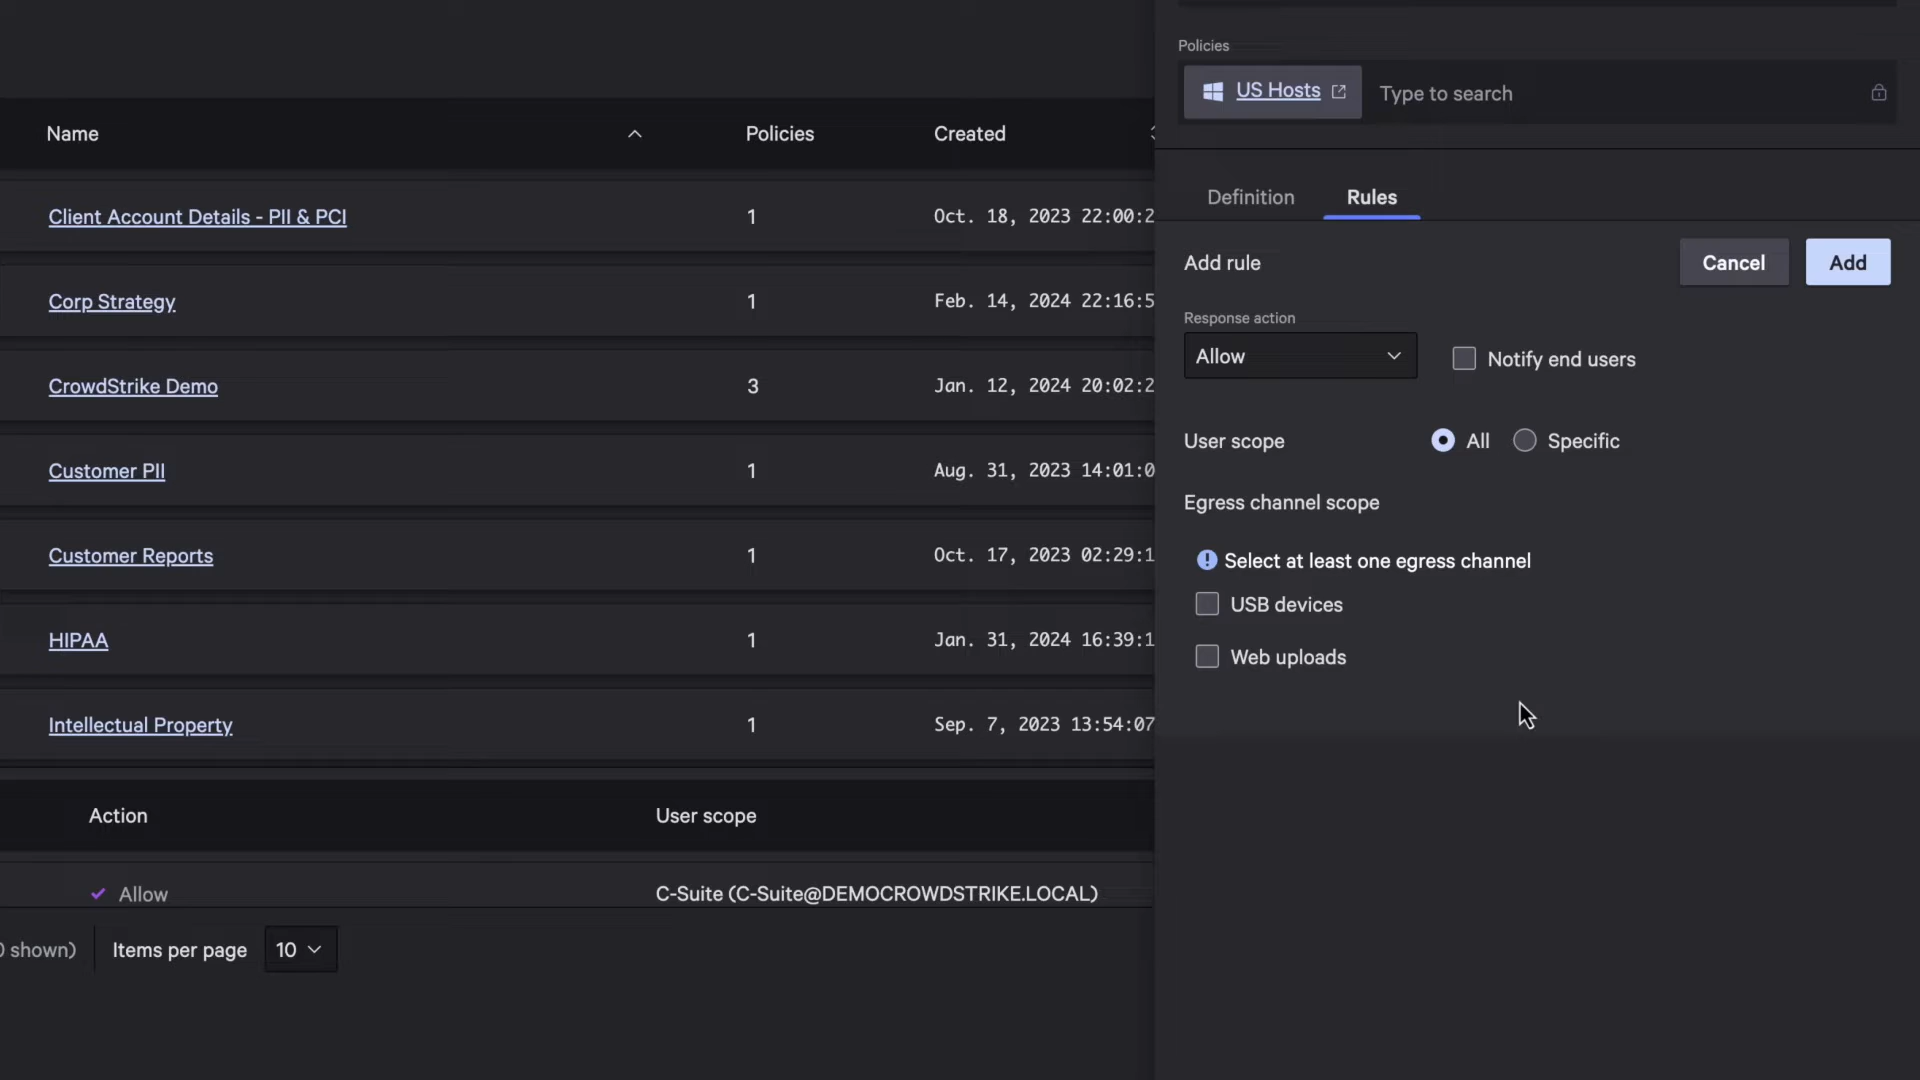 Name
Policies
Created
Client Account Details - PII & PCI
1
Oct. 18, 2023 22:00:2
Corp Strategy
1
Feb. 14, 2024 22:16:5
CrowdStrike Demo
3
Jan. 12, 2024 20:02:2
Customer PII
1
Aug. 31, 2023 14:01:0
Customer Reports
1
Oct. 17, 2023 02:29:1
HIPAA
1
Jan. 31, 2024 16:39:1
Intellectual Property
1
Sep. 7, 2023 13:54:07
Action
User scope
Allow
C-Suite (C-Suite@DEMOCROWDSTRIKE.LOCAL)
shown)
Items per page
10
Policies
US Hosts
Type to search
Definition
Rules
Add rule
Cancel
Add
Response action
Allow
Notify end users
User scope
All
Specific
Egress channel scope
Select at least one egress channel
USB devices
Web uploads